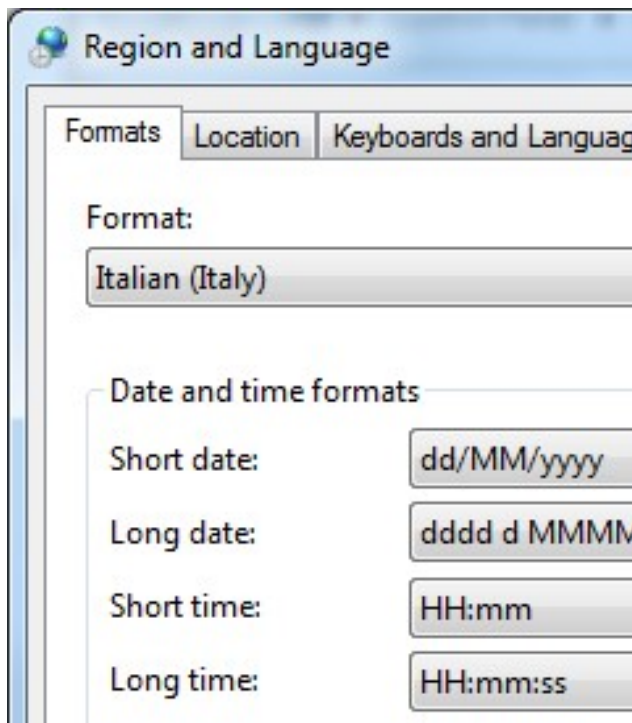 Region and Language
Formats Location Keyboards and Languag
Format:
Italian (Italy)
Date and time formats
Short date: dd/MM/yyyy
Long date: dddd d MMMM
Short time: HH:mm
Long time: HH:mm:ss